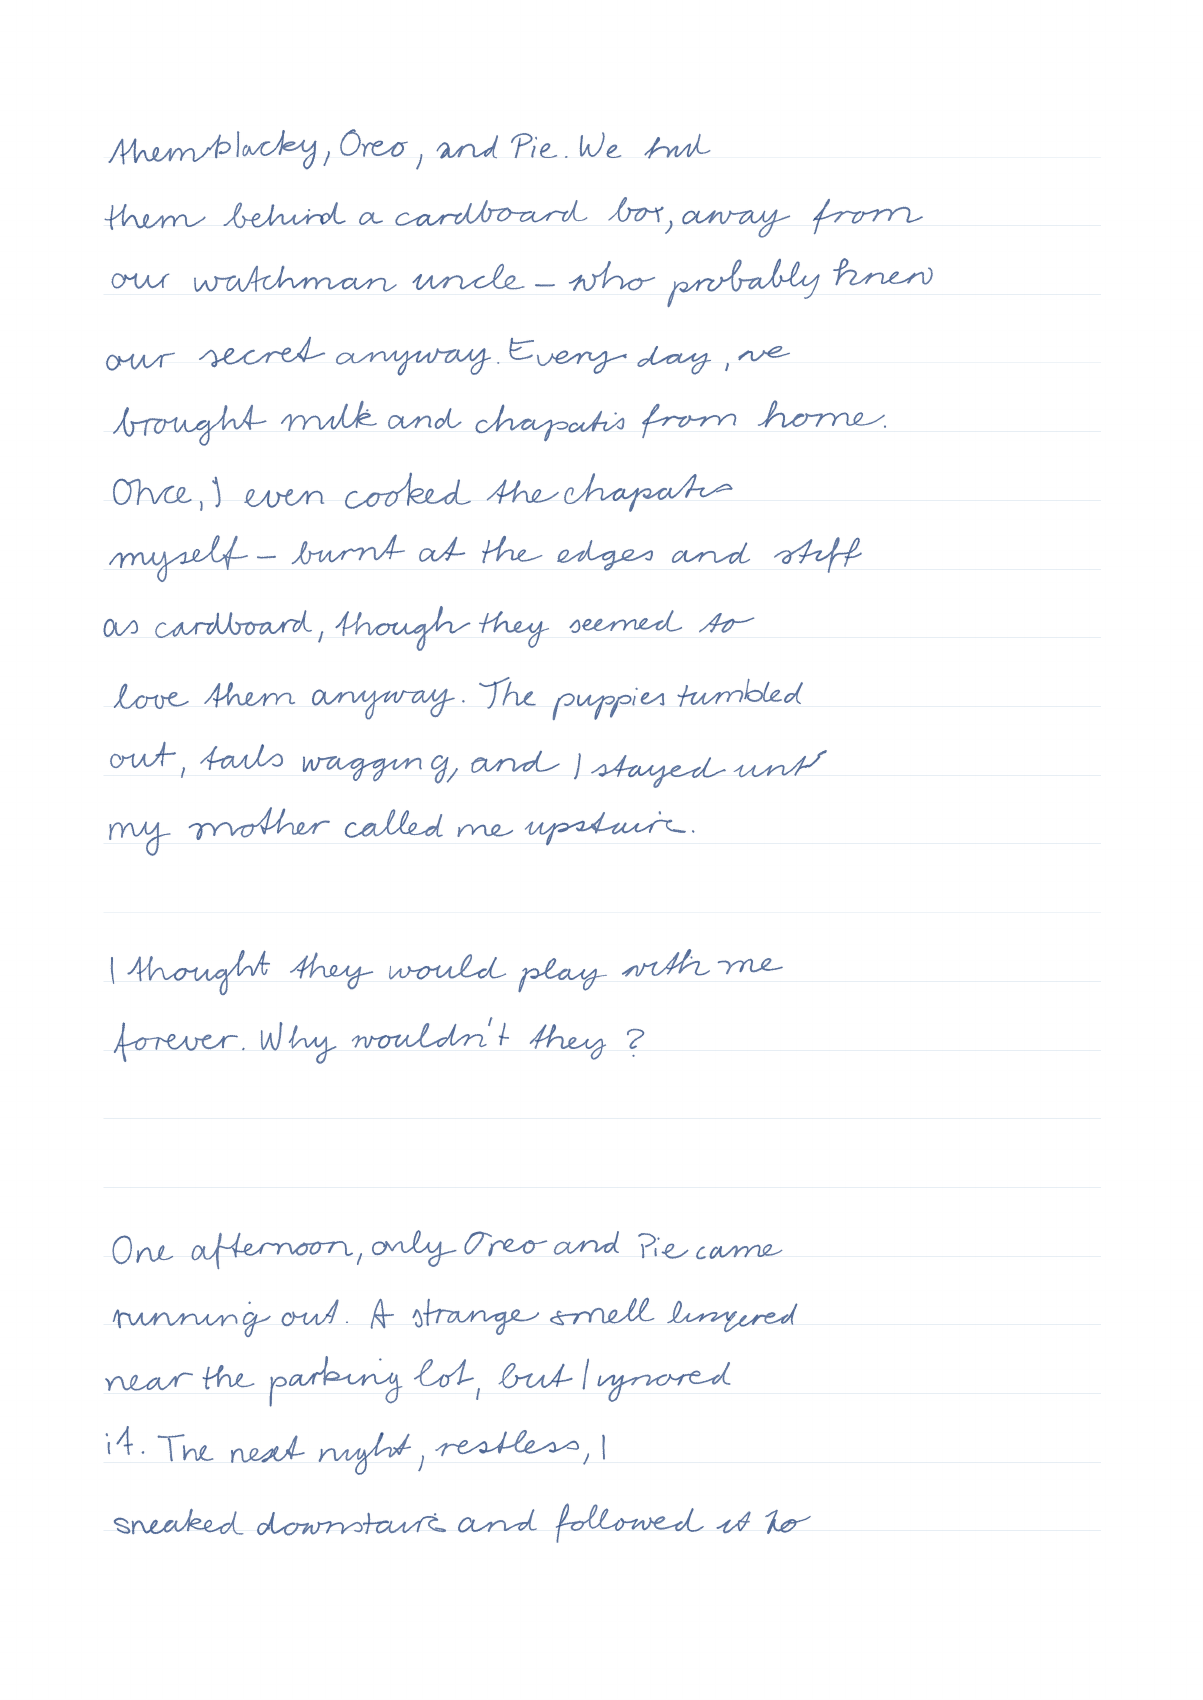 them blacky, Oreo, and Pie. We hid
them behind a cardboard box, away from
our watchman uncle – who probably knew
our secret anyway. Every day, we
brought milk and chapatis from home.
Once, I even cooked the chapatis
myself – burnt at the edges and stiff
as cardboard, though they seemed to
love them anyway. The puppies tumbled
out, tails wagging, and I stayed until
my mother called me upstairs.
I thought they would play with me
forever. Why wouldn't they?
One afternoon, only Oreo and Pie came
running out. A strange smell lingered
near the parking lot, but I ignored
it. The next night, restless, I
sneaked downstairs and followed it to